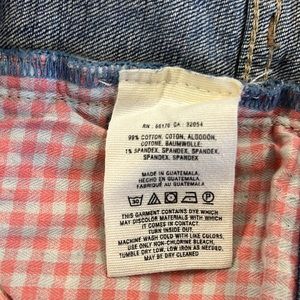 RN : 66170 CA : 32054
99% COTTON, COTON, ALGODON,
COTONE, BAUMWOLLE:
1% SPANDEX, SPANDEX, SPANDEX,
SPANDEX, SPANDEX
MADE IN GUATEMALA,
HECHO EN GUATEMALA
FABRIQUÉ AU GUATEMALA
30
THIS GARMENT CONTAINS DYE WHICH
MAY DISCOLOR MATERIALS WITH WHICH
IT COMES IN CONTACT
TURN INSIDE OUT.
MACHINE WASH COLD WITH LIKE COLORS,
USE ONLY NON-CHLORINE BLEACH,
TUMBLE DRY LOW, LOW IRON AS NEEDED,
MAY BE DRY CLEANED